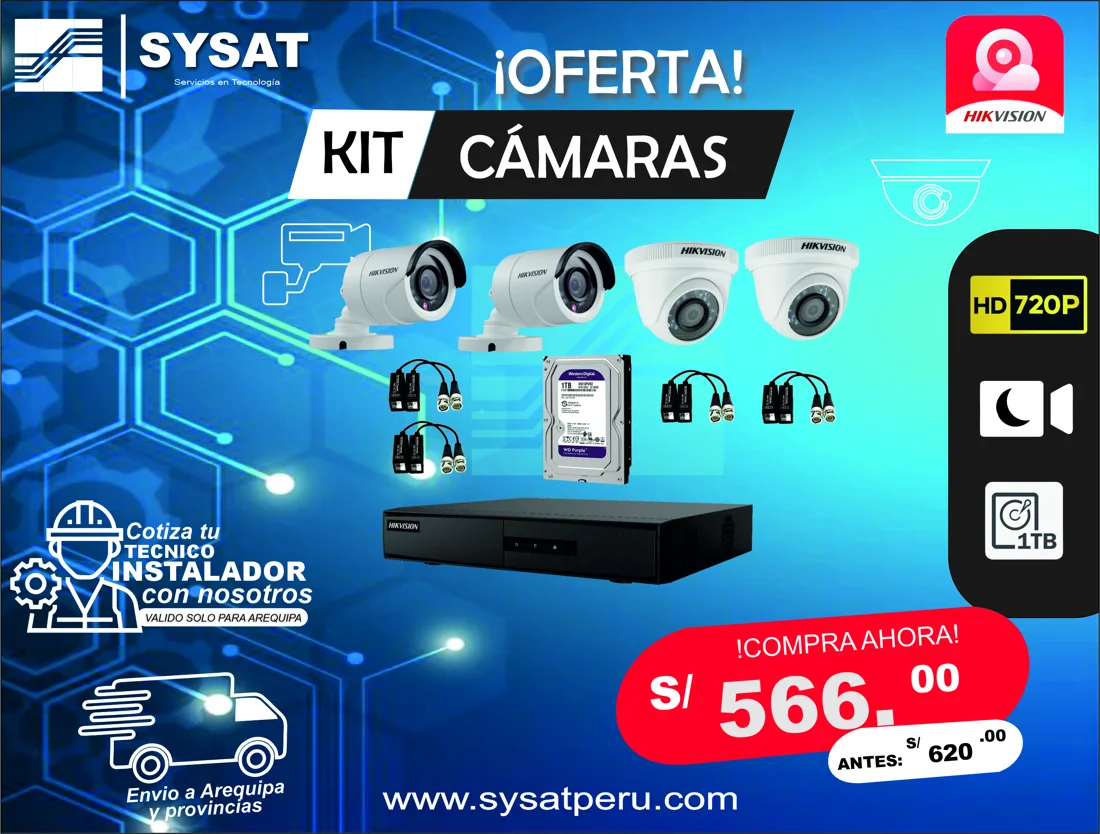 SYSAT
Servicios en Tecnología
¡OFERTA!
KIT CÁMARAS
HIKVISION
HIKVISION
HIKVISION
HIKVISION
HIKVISION
HD 720P
Western Digital
1TB
WD Purple
1TB
HIKVISION
Cotiza tu
TECNICO
INSTALADOR
con nosotros
VALIDO SOLO PARA AREQUIPA
!COMPRA AHORA!
S/ 566.00
ANTES: S/ 620.00
Envio a Arequipa
y provincias
www.sysatperu.com